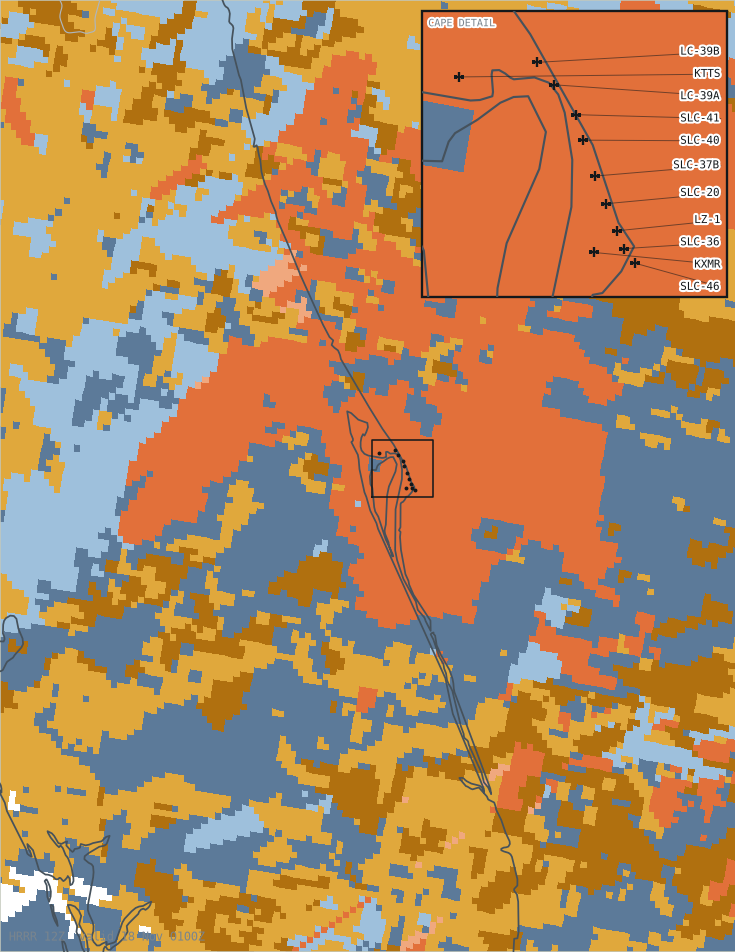 CAPE DETAIL
LC-39B
KTTS
LC-39A
SLC-41
SLC-40
SLC-37B
SLC-20
LZ-1
SLC-36
KXMR
SLC-46
HRRR